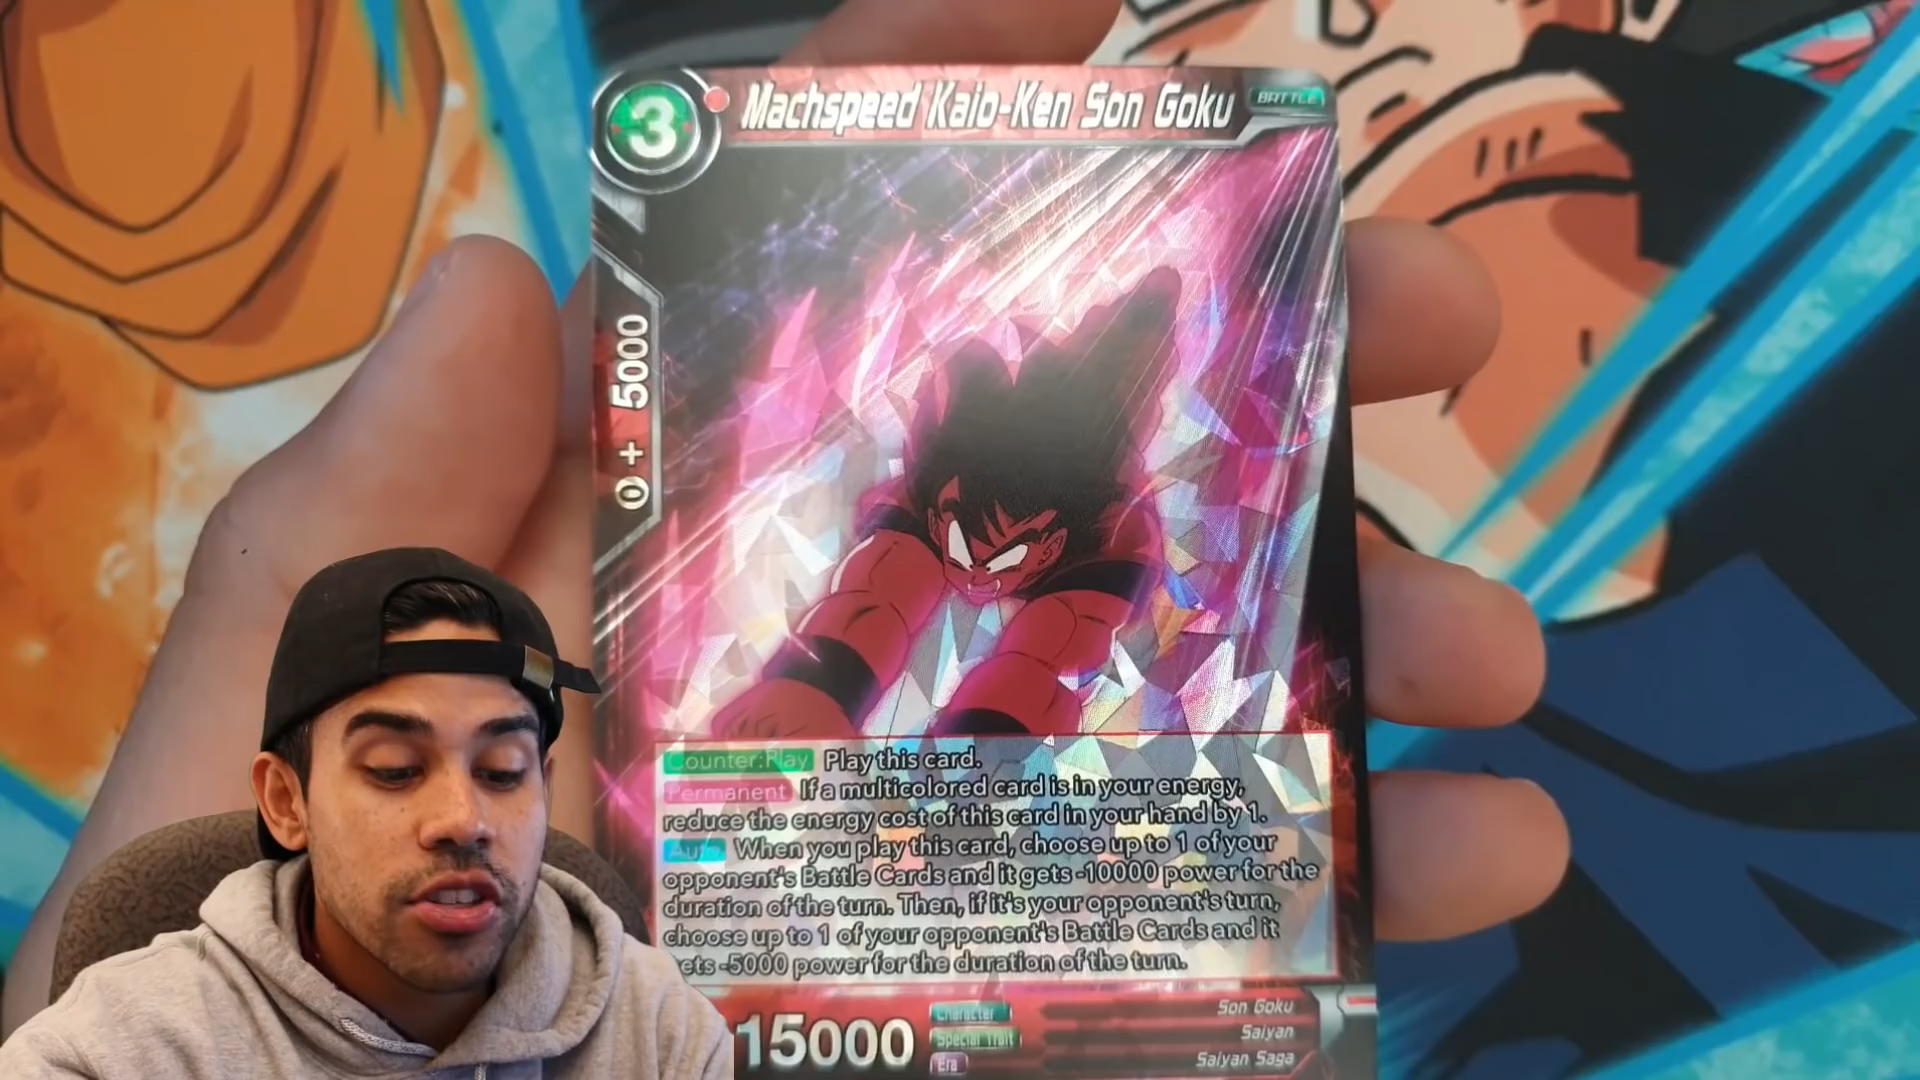 3
Machspeed Kaio-Ken Son Goku
BATTLE
0 + 5000
Counter:Play Play this card.
Permanent If a multicolored card is in your energy,
reduce the energy cost of this card in your hand by 1.
Auto When you play this card, choose up to 1 of your
opponent's Battle Cards and it gets -10000 power for the
duration of the turn. Then, if it's your opponent's turn,
choose up to 1 of your opponent's Battle Cards and it
gets -5000 power for the duration of the turn.
15000
Character Son Goku
Special Trait Saiyan
Era Saiyan Saga